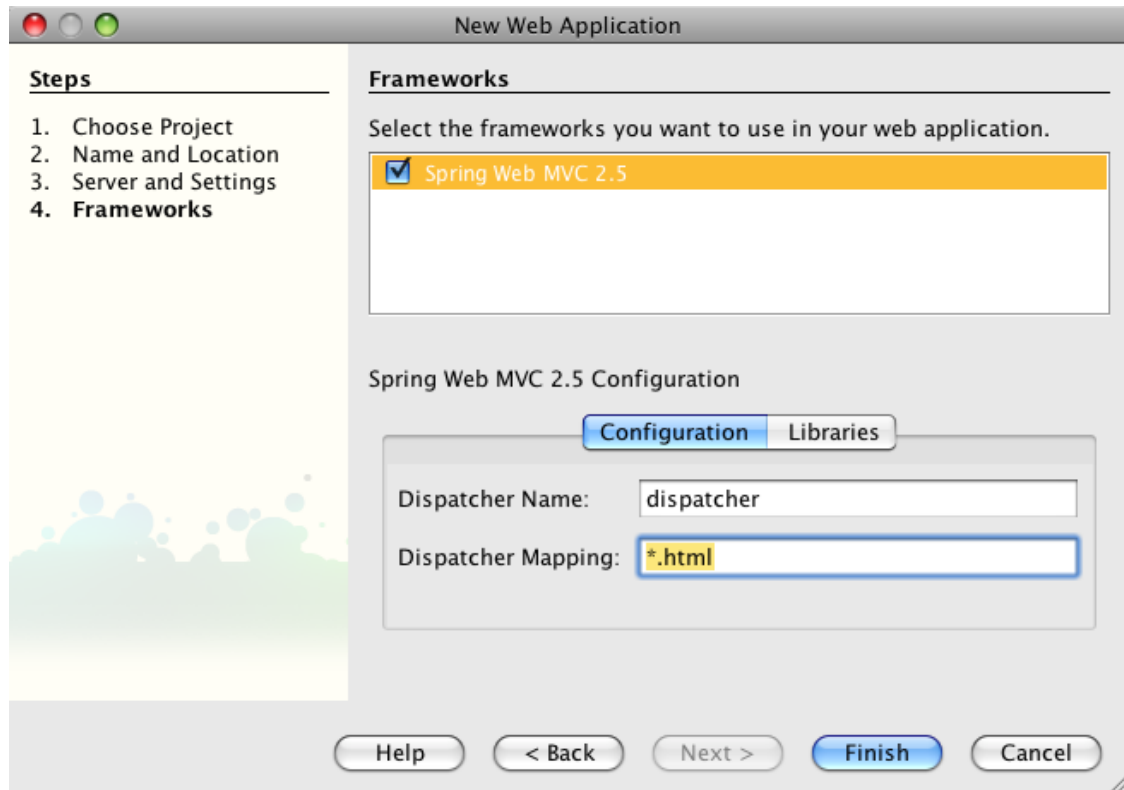 New Web Application
Steps
1. Choose Project
2. Name and Location
3. Server and Settings
4. Frameworks
Frameworks
Select the frameworks you want to use in your web application.
Spring Web MVC 2.5
Spring Web MVC 2.5 Configuration
Configuration Libraries
Dispatcher Name: dispatcher
Dispatcher Mapping: *.html
Help < Back Next > Finish Cancel